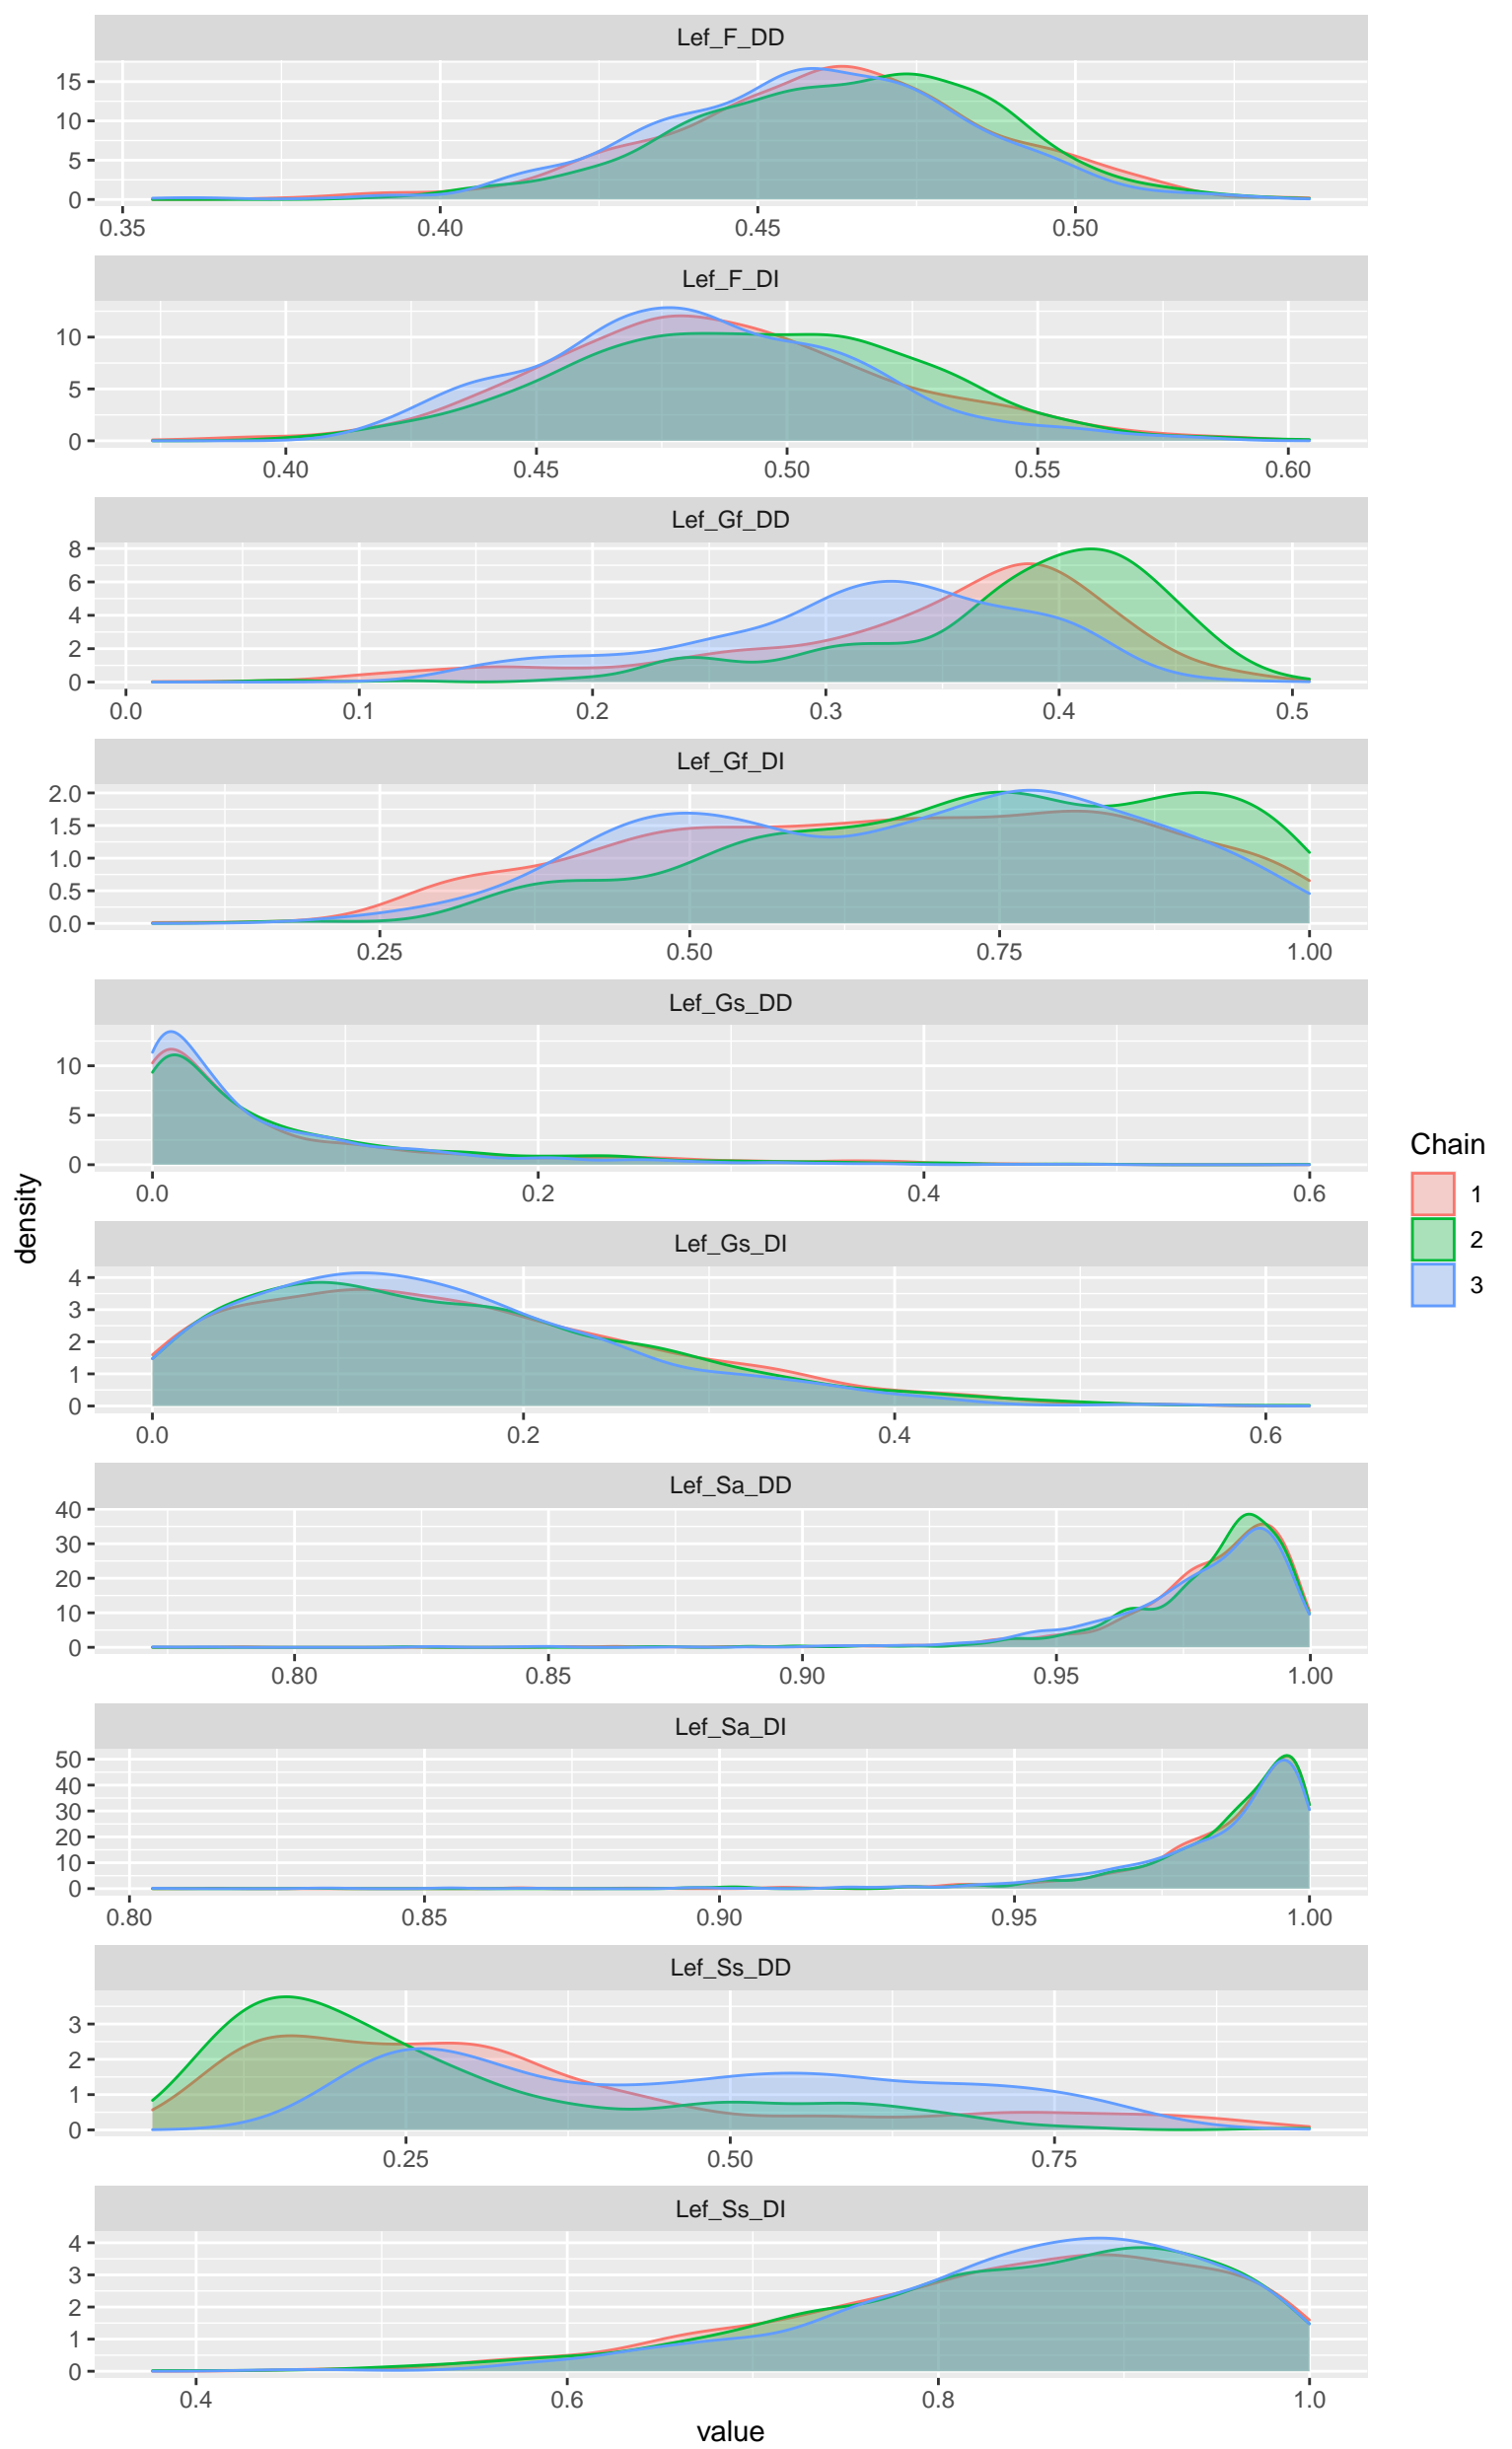 Lef_F_DD
15
10
5
0
0.35 0.40 0.45 0.50
Lef_F_DI
10
5
0
0.40 0.45 0.50 0.55 0.60
Lef_Gf_DD
8
6
4
2
0
0.0 0.1 0.2 0.3 0.4 0.5
Lef_Gf_DI
2.0
1.5
1.0
0.5
0.0
0.25 0.50 0.75 1.00
Lef_Gs_DD
10
5
0
0.0 0.2 0.4 0.6
Lef_Gs_DI
4
3
2
1
0
0.0 0.2 0.4 0.6
Lef_Sa_DD
40
30
20
10
0
0.80 0.85 0.90 0.95 1.00
Lef_Sa_DI
50
40
30
20
10
0
0.80 0.85 0.90 0.95 1.00
Lef_Ss_DD
3
2
1
0
0.25 0.50 0.75
Lef_Ss_DI
4
3
2
1
0
0.4 0.6 0.8 1.0
value
density
Chain
1
2
3